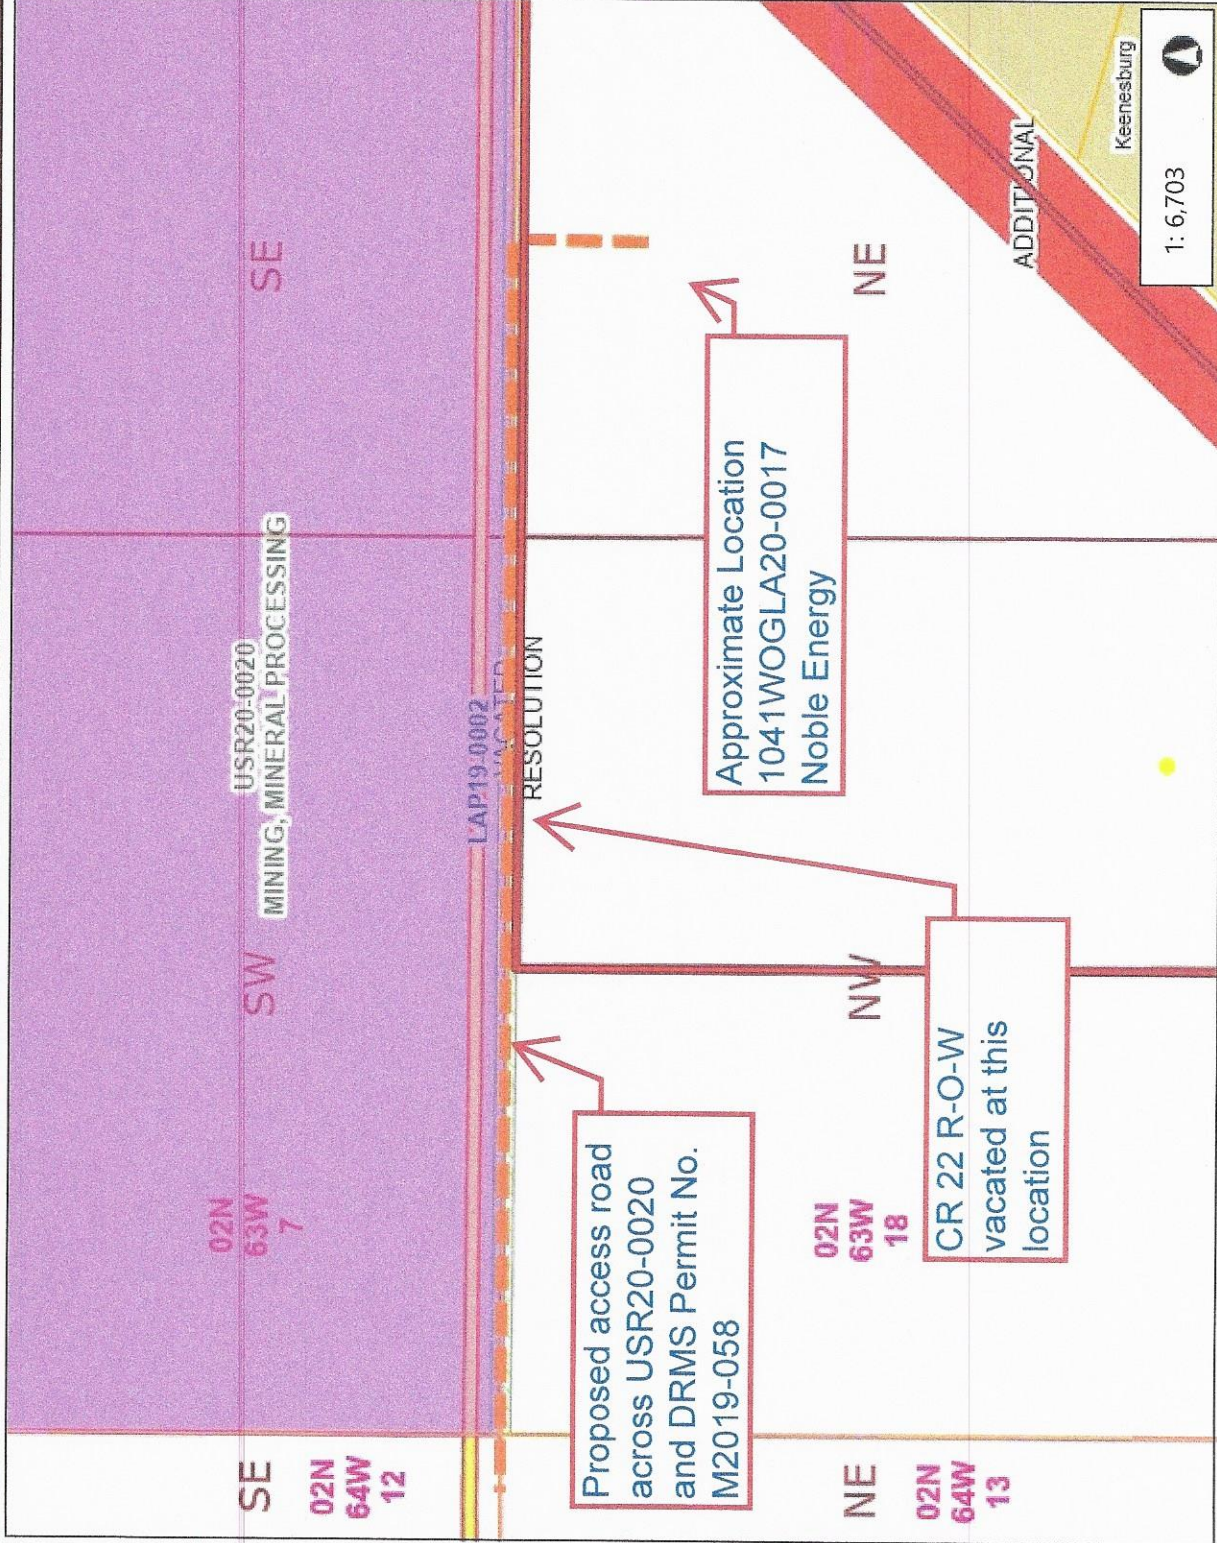 USR20-0020
MINING, MINERAL PROCESSING
SE
02N
64W
12
02N
63W
7
SW
SE
LAP19-0002
VACATED
RESOLUTION
Proposed access road
across USR20-0020
and DRMS Permit No.
M2019-058
Approximate Location
1041WOGLA20-0017
Noble Energy
NE
02N
64W
13
02N
63W
18
NW
NE
CR 22 R-O-W
vacated at this
location
ADDITIONAL
Keenesburg
1: 6,703